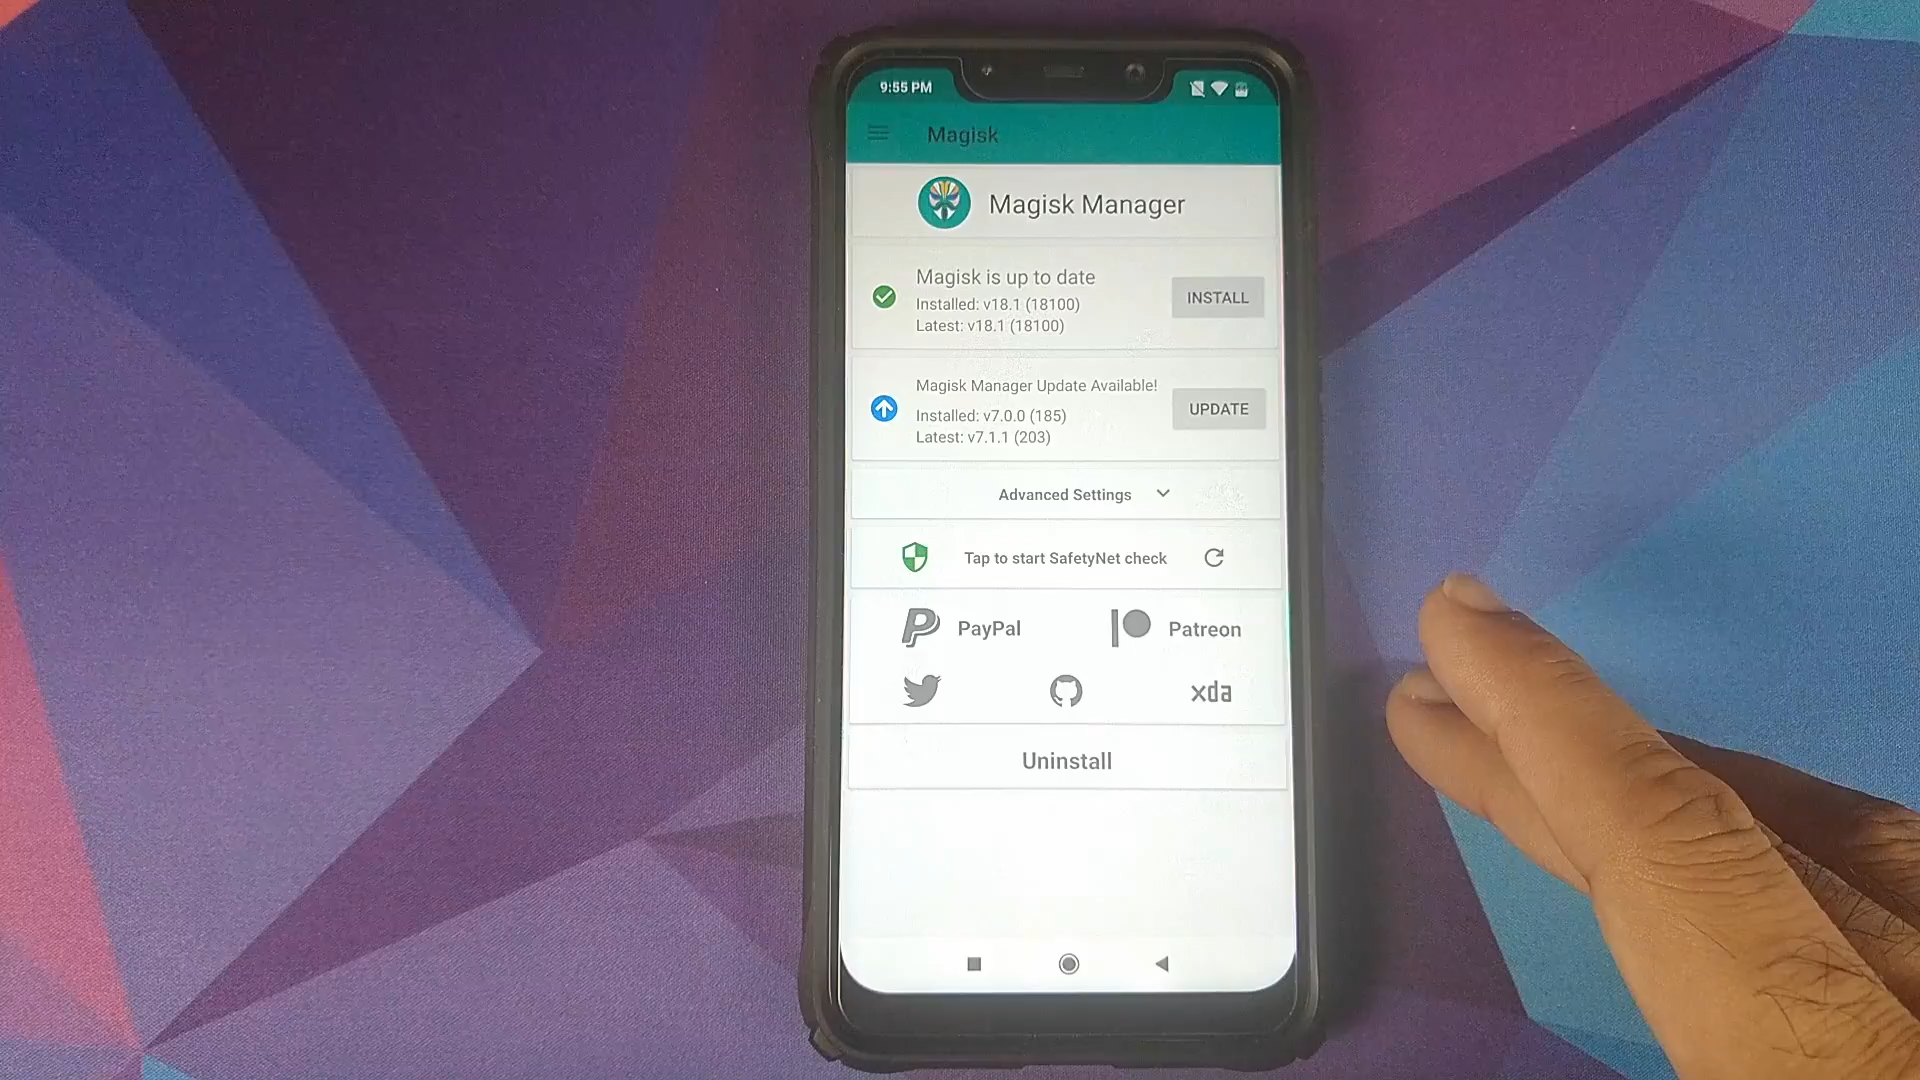 9:55 PM
Magisk
Magisk Manager
Magisk is up to date
Installed: v18.1 (18100)
Latest: v18.1 (18100)
INSTALL
Magisk Manager Update Available!
Installed: v7.0.0 (185)
Latest: v7.1.1 (203)
UPDATE
Advanced Settings
Tap to start SafetyNet check
PayPal
Patreon
xda
Uninstall